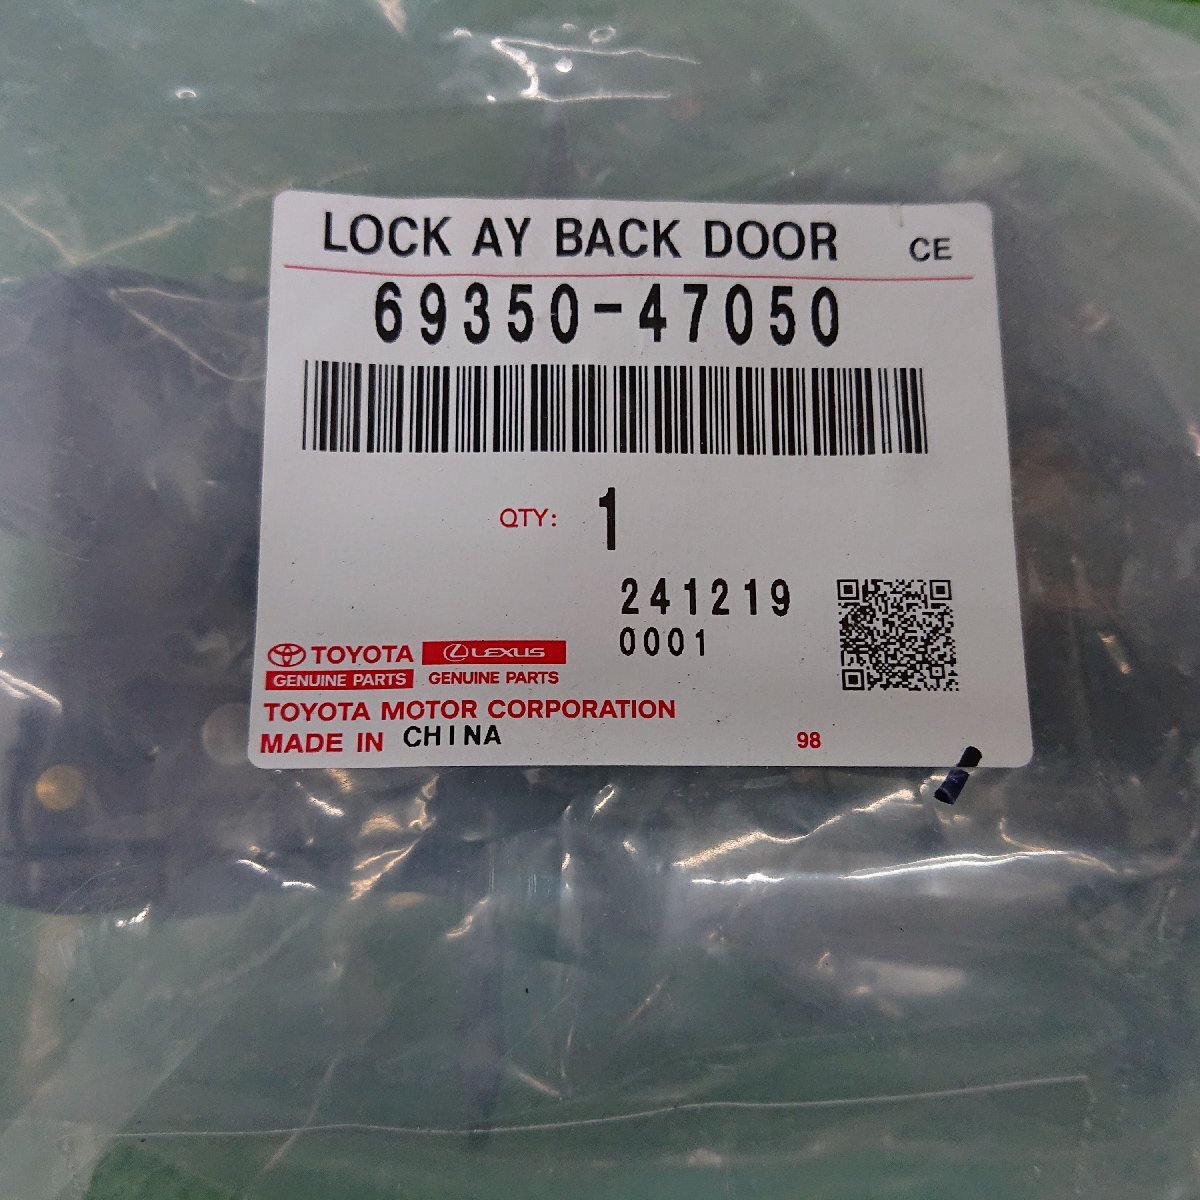 LOCK AY BACK DOOR CE
69350-47050
QTY: 1
241219
0001
TOYOTA LEXUS
GENUINE PARTS GENUINE PARTS
TOYOTA MOTOR CORPORATION
MADE IN CHINA 98